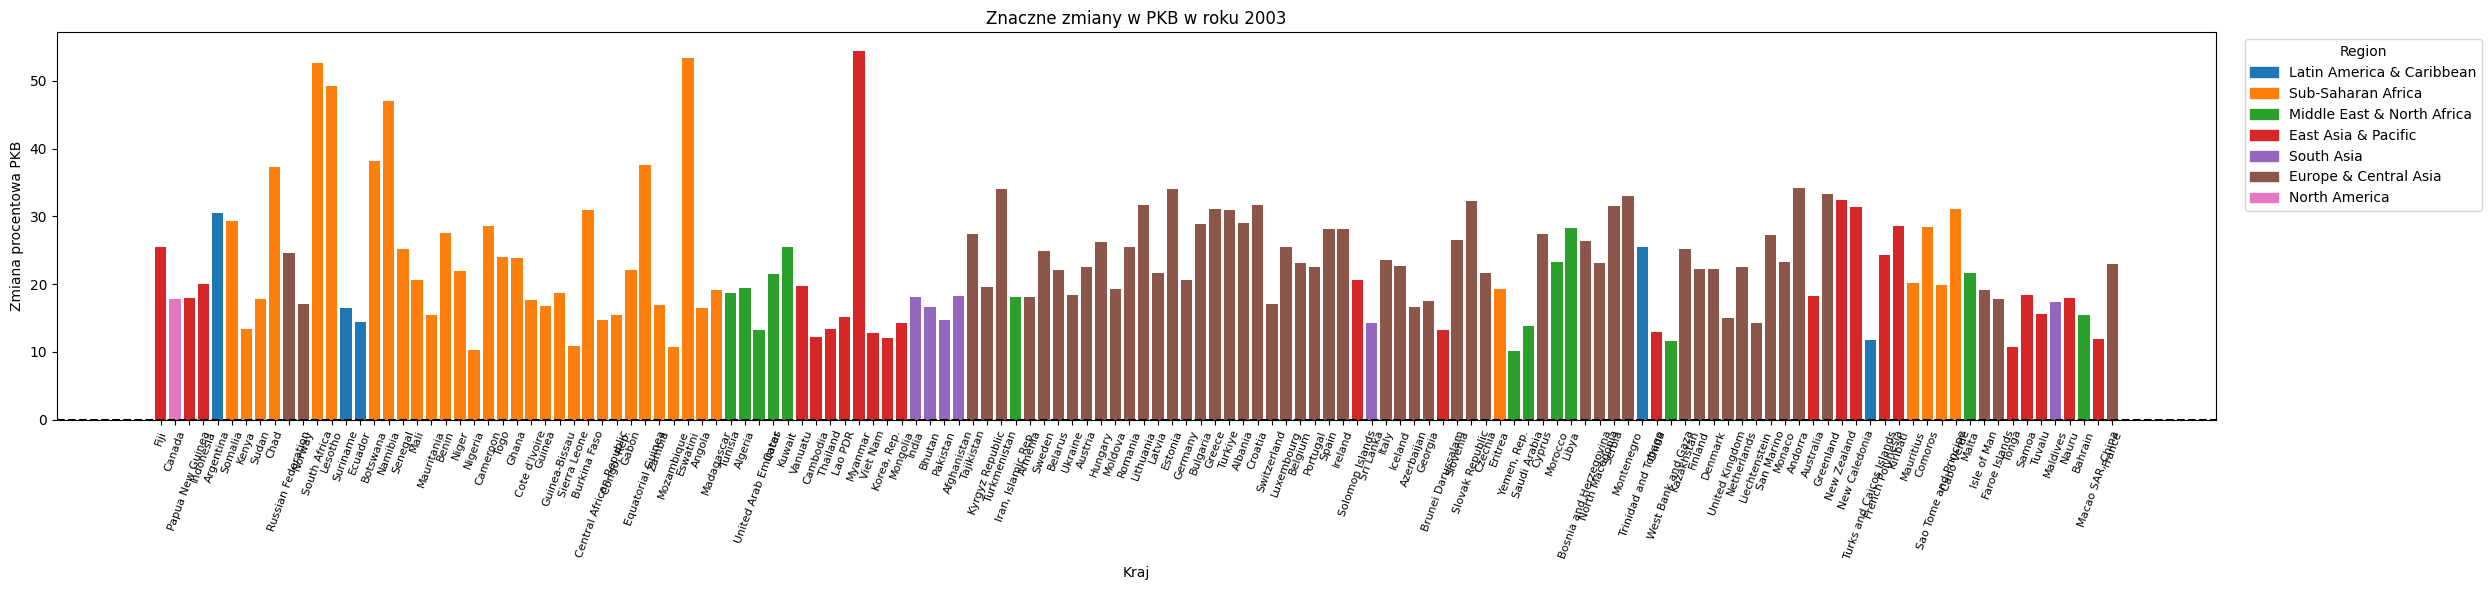 Znaczne zmiany w PKB w roku 2003
Zmiana procentowa PKB
50
40
30
20
10
0
Fiji
Canada
Papua New Guinea
Indonesia
Argentina
Somalia
Kenya
Sudan
Chad
Russian Federation
Norway
South Africa
Lesotho
Suriname
Ecuador
Botswana
Namibia
Senegal
Mali
Mauritania
Benin
Niger
Nigeria
Cameroon
Togo
Ghana
Cote d'Ivoire
Guinea
Guinea-Bissau
Sierra Leone
Burkina Faso
Central African Republic
Congo, Rep.
Gabon
Equatorial Guinea
Zambia
Mozambique
Eswatini
Angola
Madagascar
Tunisia
Algeria
United Arab Emirates
Qatar
Kuwait
Vanuatu
Cambodia
Thailand
Lao PDR
Myanmar
Viet Nam
Korea, Rep.
Mongolia
India
Bhutan
Pakistan
Afghanistan
Tajikistan
Kyrgyz Republic
Turkmenistan
Iran, Islamic Rep.
Armenia
Sweden
Belarus
Ukraine
Austria
Hungary
Moldova
Romania
Lithuania
Latvia
Estonia
Germany
Bulgaria
Greece
Turkiye
Albania
Croatia
Switzerland
Luxembourg
Belgium
Portugal
Spain
Ireland
Solomon Islands
Sri Lanka
Italy
Iceland
Azerbaijan
Georgia
Brunei Darussalam
Slovenia
Slovak Republic
Czechia
Eritrea
Yemen, Rep.
Saudi Arabia
Cyprus
Morocco
Libya
Bosnia and Herzegovina
North Macedonia
Serbia
Montenegro
Trinidad and Tobago
West Bank and Gaza
Kazakhstan
Finland
Denmark
United Kingdom
Netherlands
Liechtenstein
San Marino
Monaco
Andorra
Australia
Greenland
New Zealand
New Caledonia
Turks and Caicos Islands
French Polynesia
Kiribati
Mauritius
Comoros
Sao Tome and Principe
Cabo Verde
Malta
Isle of Man
Faroe Islands
Tonga
Samoa
Tuvalu
Maldives
Nauru
Bahrain
Macao SAR, China
France
Kraj
Region
Latin America & Caribbean
Sub-Saharan Africa
Middle East & North Africa
East Asia & Pacific
South Asia
Europe & Central Asia
North America